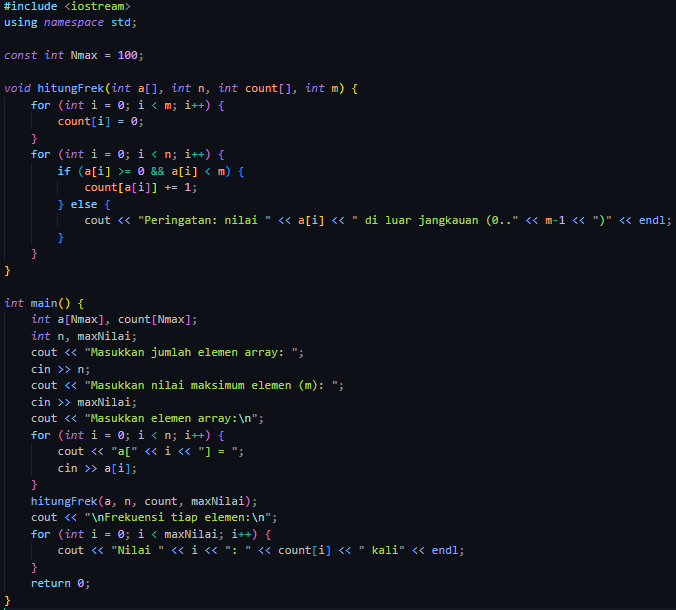 #include <iostream>
using namespace std;
const int Nmax = 100;
void hitungFrek(int a[], int n, int count[], int m) {
for (int i = 0; i < m; i++) {
count[i] = 0;
}
for (int i = 0; i < n; i++) {
if (a[i] >= 0 && a[i] < m) {
count[a[i]] += 1;
} else {
cout << "Peringatan: nilai " << a[i] << " di luar jangkauan (0.." << m-1 << ")" << endl;
}
}
}
int main() {
int a[Nmax], count[Nmax];
int n, maxNilai;
cout << "Masukkan jumlah elemen array: ";
cin >> n;
cout << "Masukkan nilai maksimum elemen (m): ";
cin >> maxNilai;
cout << "Masukkan elemen array:\n";
for (int i = 0; i < n; i++) {
cout << "a[" << i << "] = ";
cin >> a[i];
}
hitungFrek(a, n, count, maxNilai);
cout << "\nFrekuensi tiap elemen:\n";
for (int i = 0; i < maxNilai; i++) {
cout << "Nilai " << i << ": " << count[i] << " kali" << endl;
}
return 0;
}